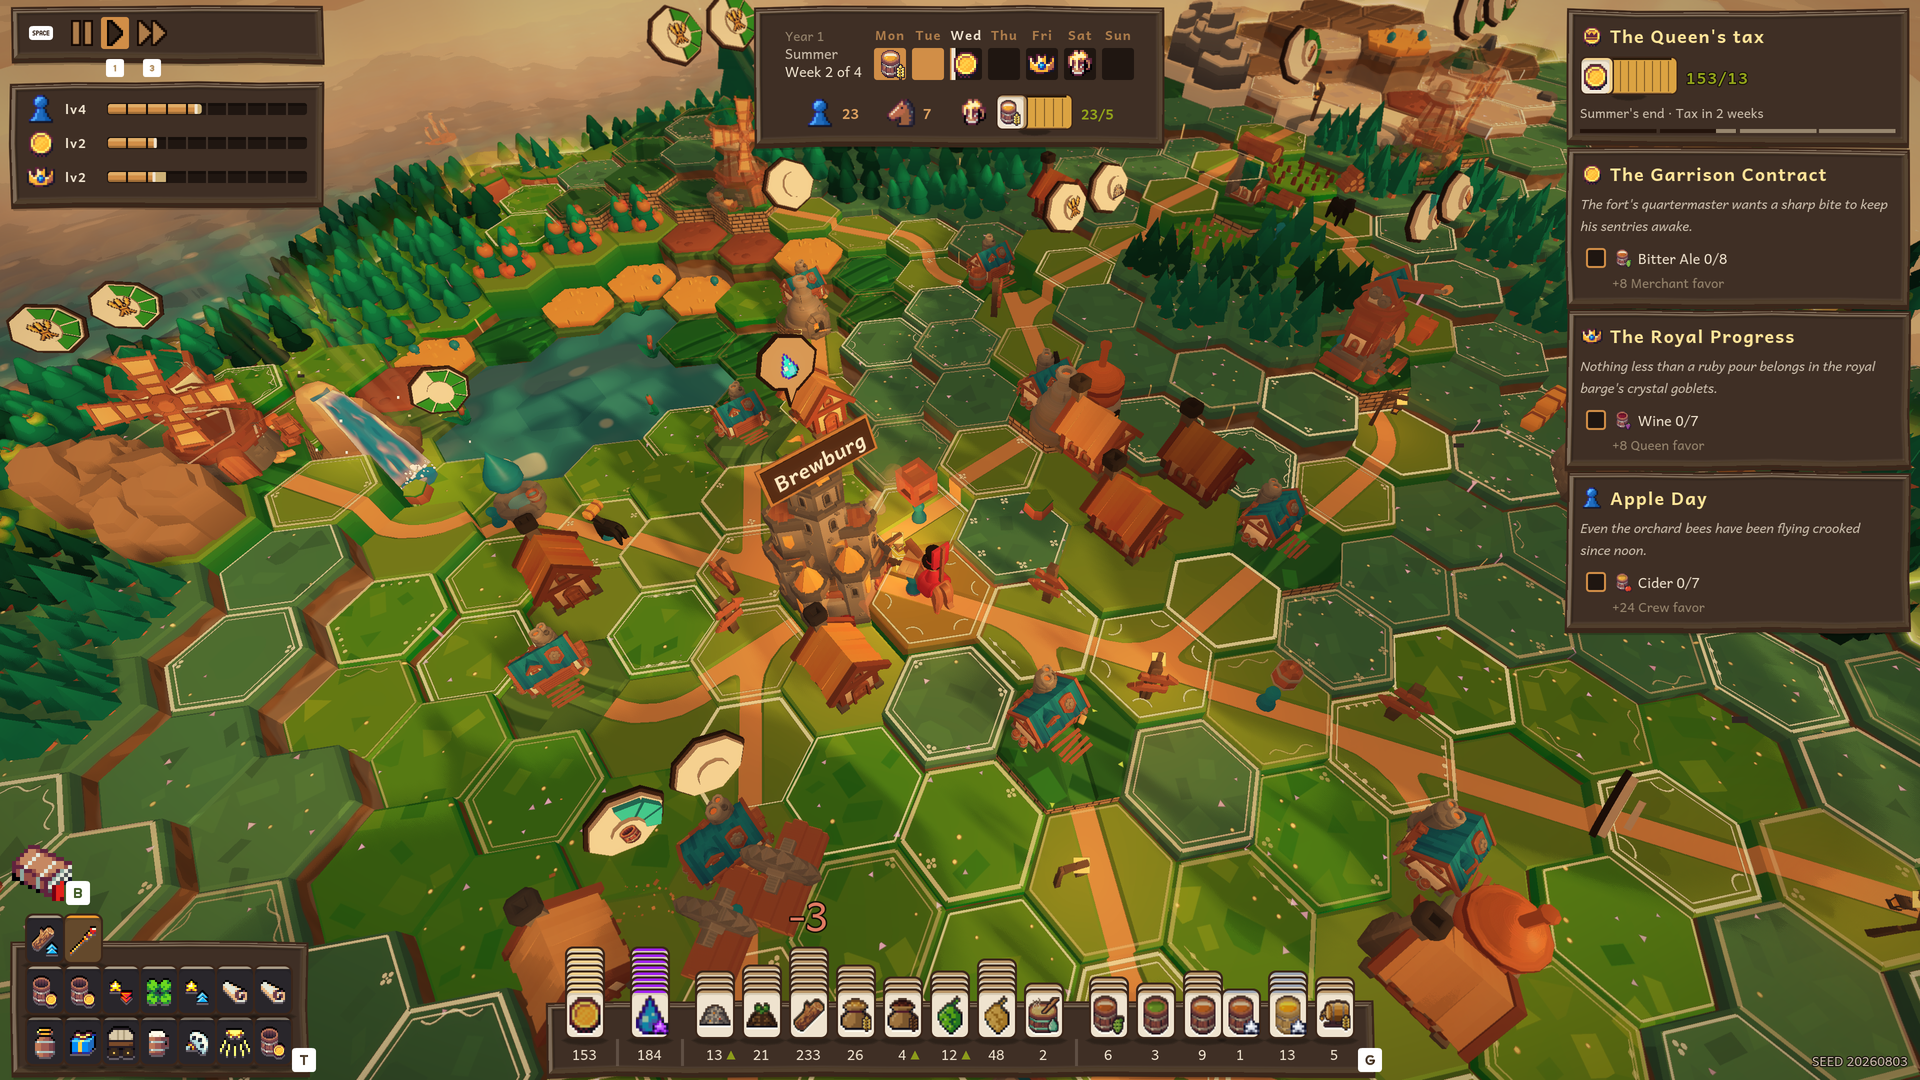 SPACE
1
3
lv4
lv2
lv2
Year 1
Summer
Week 2 of 4
Mon Tue Wed Thu Fri Sat Sun
23
7
23/5
The Queen's tax
153/13
Summer's end · Tax in 2 weeks
The Garrison Contract
The fort's quartermaster wants a sharp bite to keep
his sentries awake.
Bitter Ale 0/8
+8 Merchant favor
The Royal Progress
Nothing less than a ruby pour belongs in the royal
barge's crystal goblets.
Wine 0/7
+8 Queen favor
Apple Day
Even the orchard bees have been flying crooked
since noon.
Cider 0/7
+24 Crew favor
Brewburg
-3
B
T
153 184 13 21 233 26 4 12 48 2 6 3 9 1 13 5
G
SEED 20260803